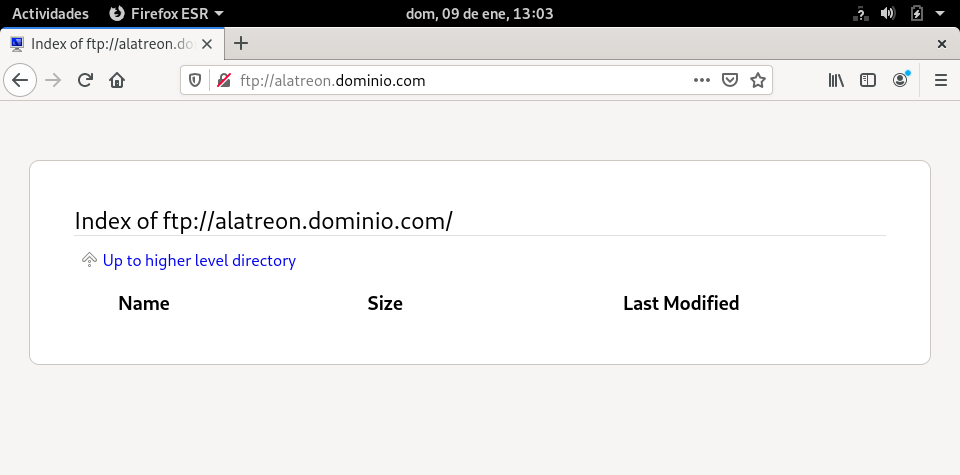 Actividades Firefox ESR dom, 09 de ene, 13:03
Index of ftp://alatreon.do
ftp://alatreon.dominio.com
Index of ftp://alatreon.dominio.com/
Up to higher level directory
Name Size Last Modified